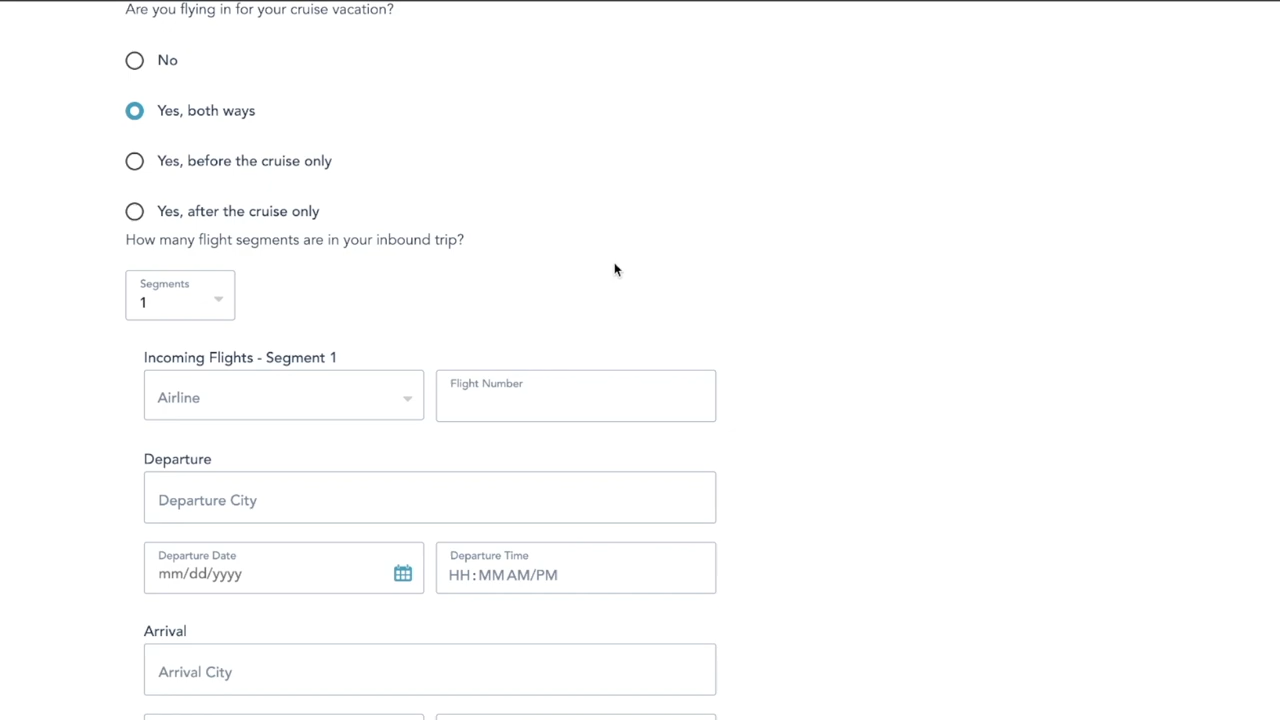 Are you flying in for your cruise vacation?
No
Yes, both ways
Yes, before the cruise only
Yes, after the cruise only
How many flight segments are in your inbound trip?
Segments
1
Incoming Flights - Segment 1
Airline
Flight Number
Departure
Departure City
Departure Date
mm/dd/yyyy
Departure Time
HH:MM AM/PM
Arrival
Arrival City